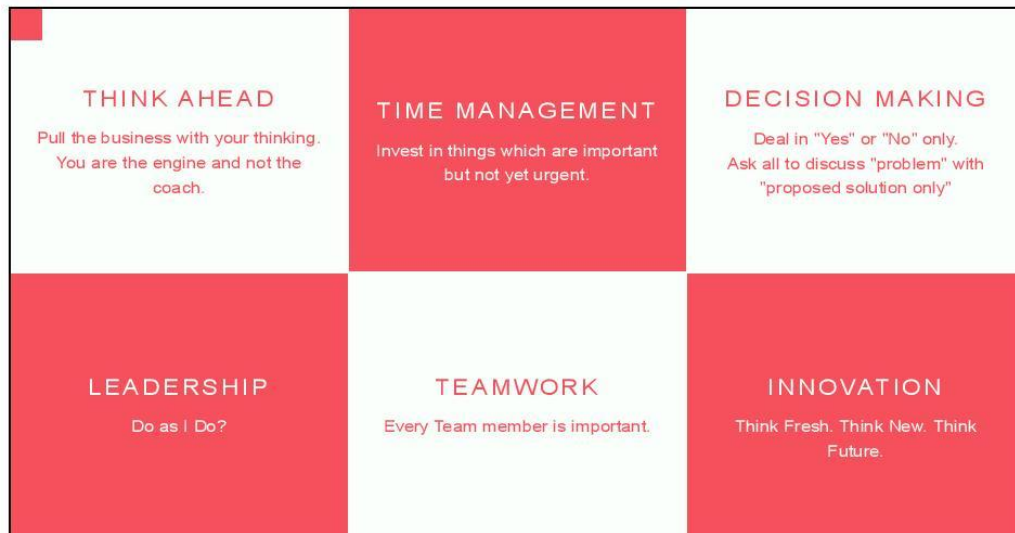 THINK AHEAD
Pull the business with your thinking.
You are the engine and not the
coach.
TIME MANAGEMENT
Invest in things which are important
but not yet urgent.
DECISION MAKING
Deal in "Yes" or "No" only.
Ask all to discuss "problem" with
"proposed solution only"
LEADERSHIP
Do as I Do?
TEAMWORK
Every Team member is important.
INNOVATION
Think Fresh. Think New. Think
Future.